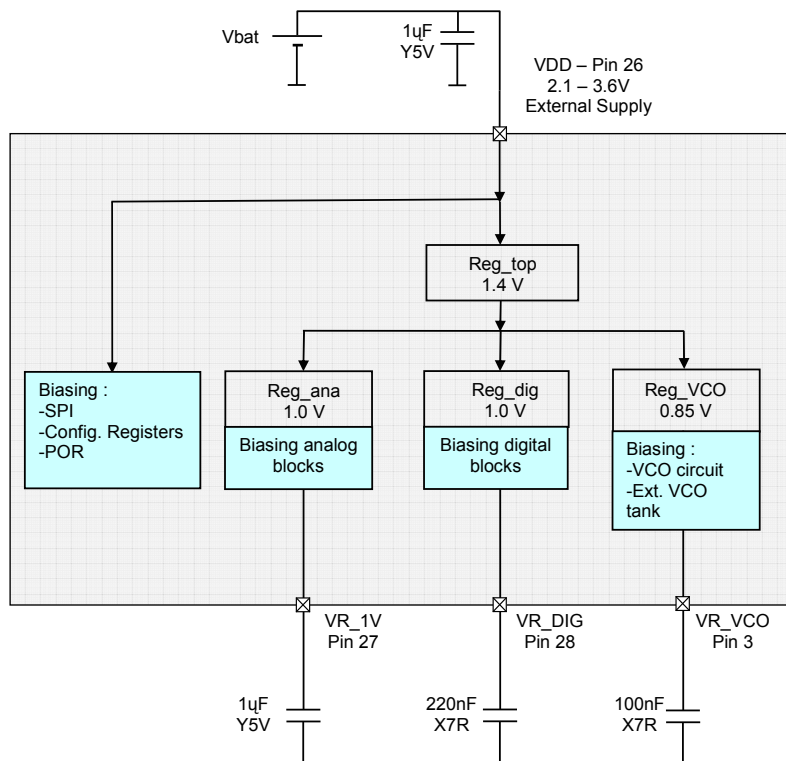 Vbat
1ųF
Y5V
VDD – Pin 26
2.1 – 3.6V
External Supply
Reg_top
1.4 V
Biasing :
-SPI
-Config. Registers
-POR
Reg_ana
1.0 V
Biasing analog
blocks
Reg_dig
1.0 V
Biasing digital
blocks
Reg_VCO
0.85 V
Biasing :
-VCO circuit
-Ext. VCO
tank
VR_1V
Pin 27
VR_DIG
Pin 28
VR_VCO
Pin 3
1ųF
Y5V
220nF
X7R
100nF
X7R